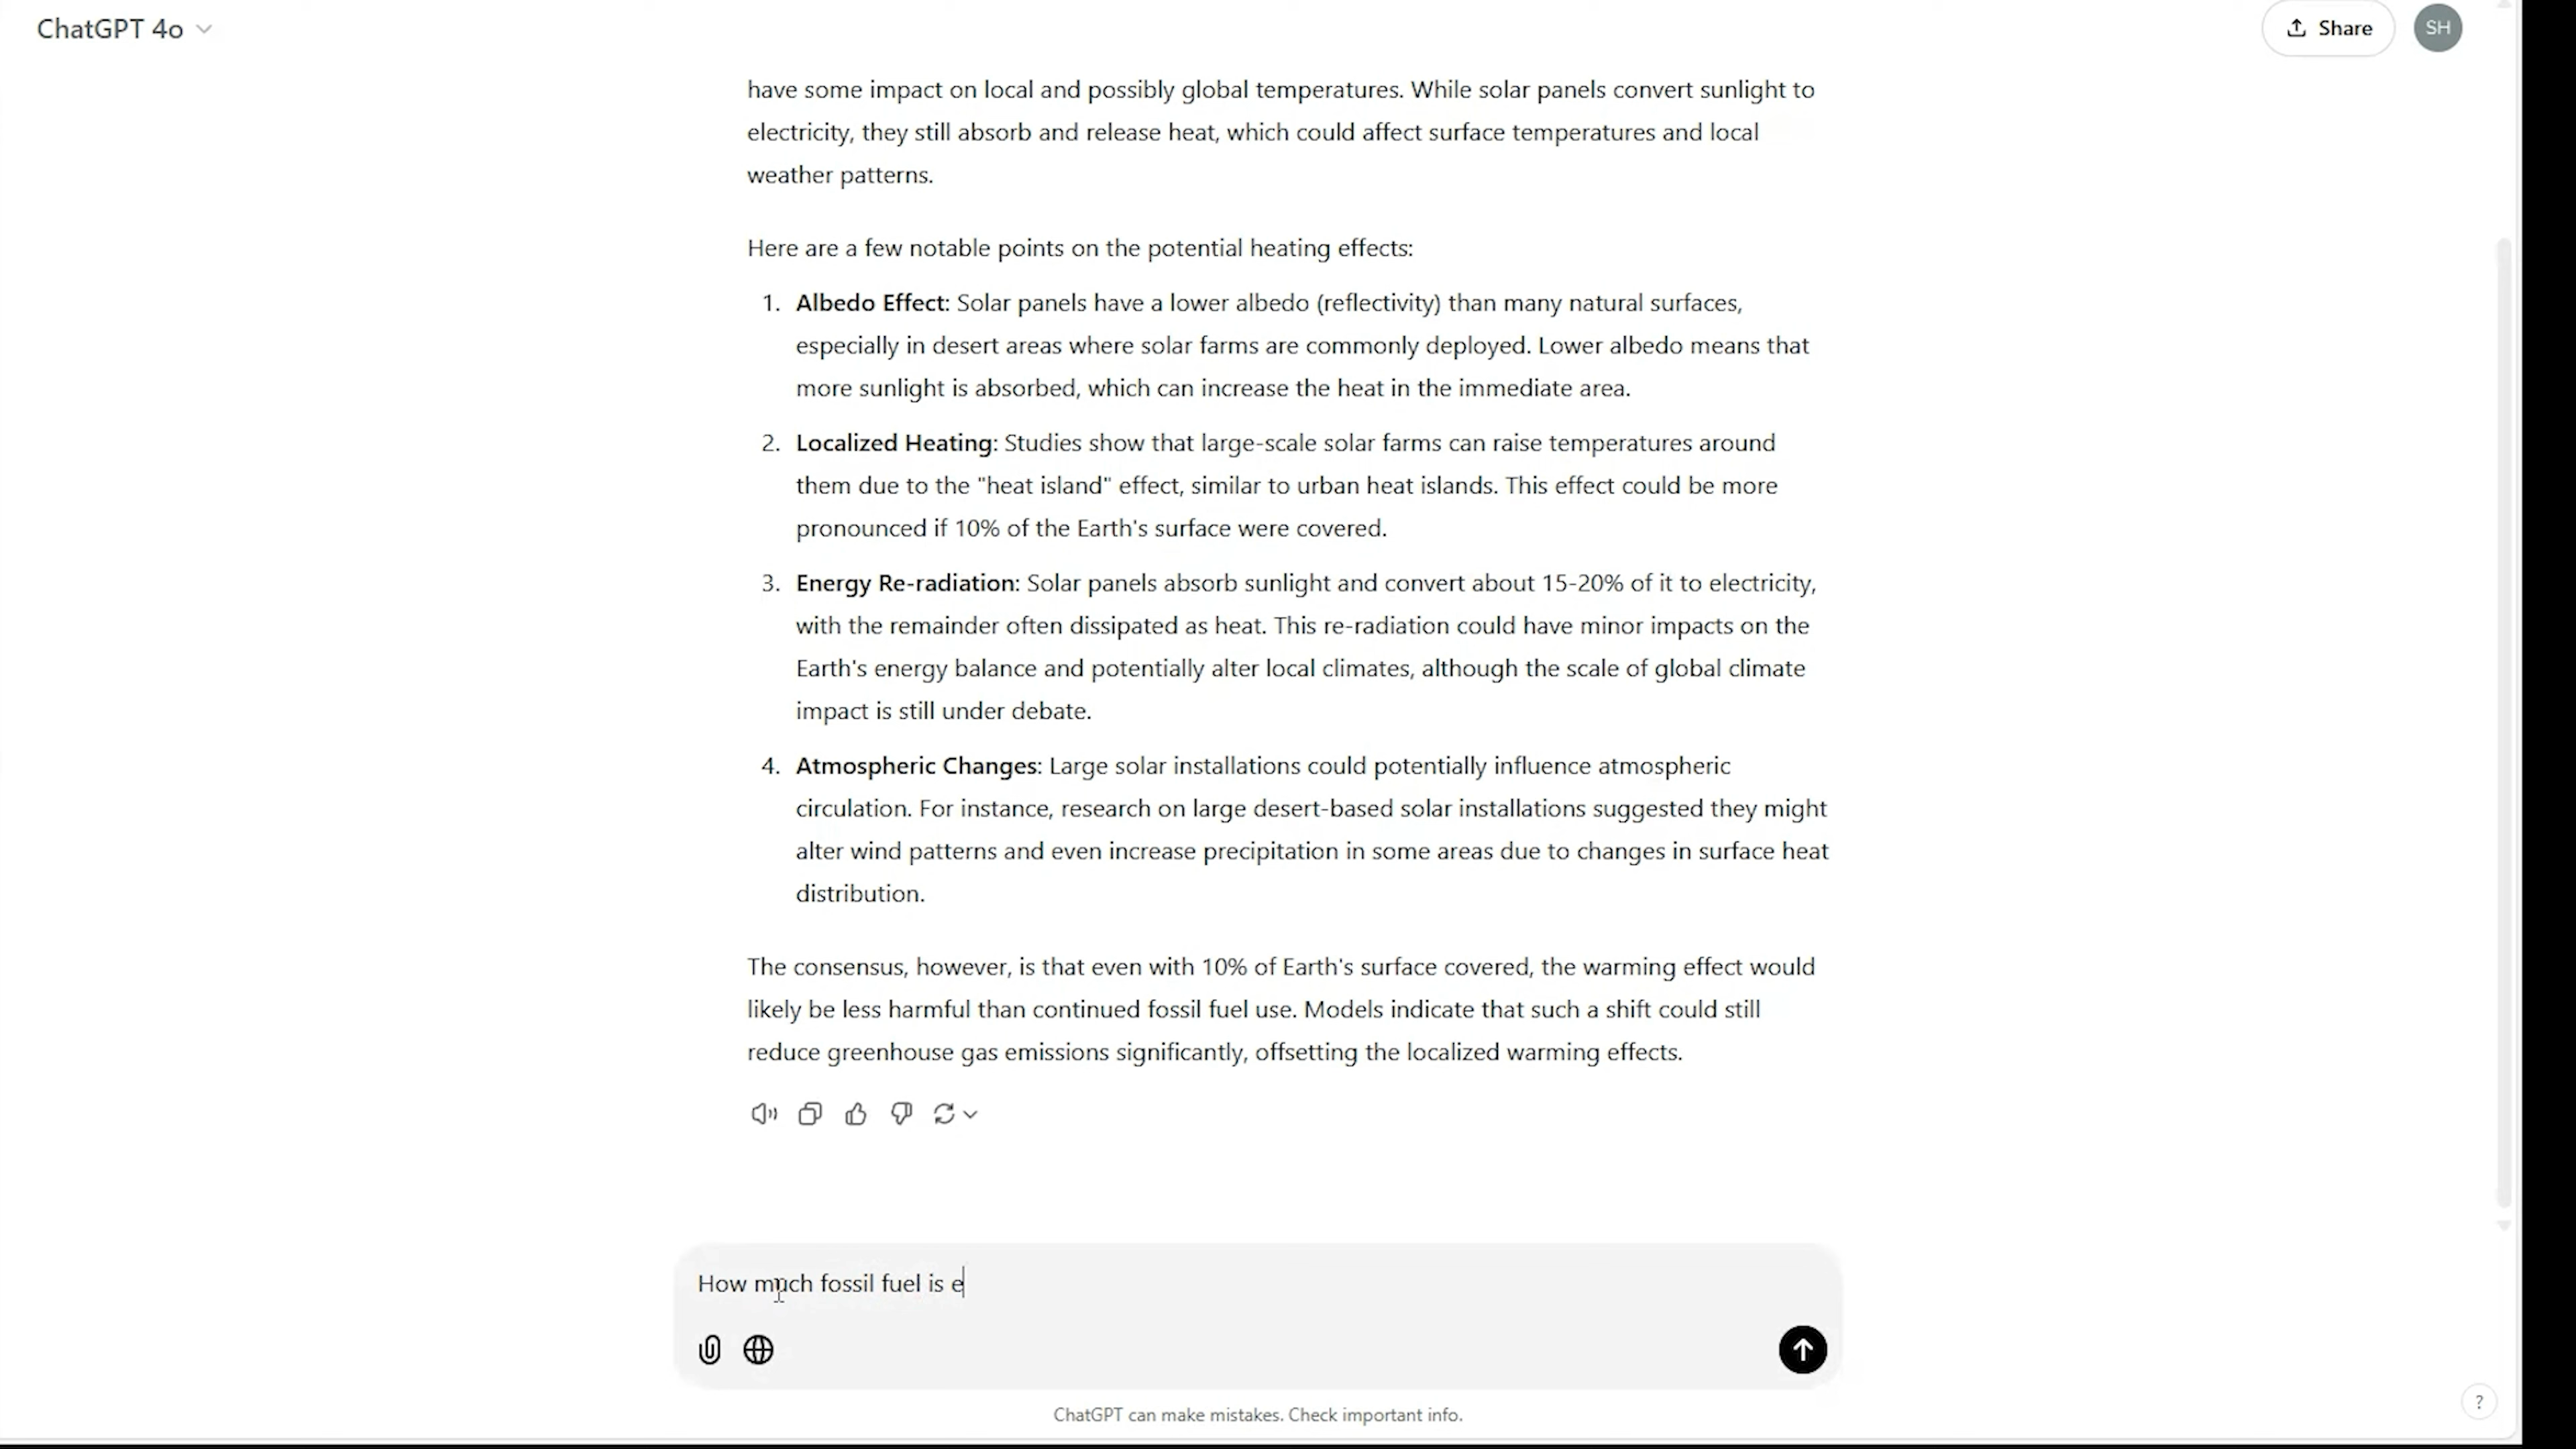 ChatGPT 4o
Share
SH
have some impact on local and possibly global temperatures. While solar panels convert sunlight to
electricity, they still absorb and release heat, which could affect surface temperatures and local
weather patterns.
Here are a few notable points on the potential heating effects:
1. Albedo Effect: Solar panels have a lower albedo (reflectivity) than many natural surfaces,
especially in desert areas where solar farms are commonly deployed. Lower albedo means that
more sunlight is absorbed, which can increase the heat in the immediate area.
2. Localized Heating: Studies show that large-scale solar farms can raise temperatures around
them due to the "heat island" effect, similar to urban heat islands. This effect could be more
pronounced if 10% of the Earth's surface were covered.
3. Energy Re-radiation: Solar panels absorb sunlight and convert about 15-20% of it to electricity,
with the remainder often dissipated as heat. This re-radiation could have minor impacts on the
Earth's energy balance and potentially alter local climates, although the scale of global climate
impact is still under debate.
4. Atmospheric Changes: Large solar installations could potentially influence atmospheric
circulation. For instance, research on large desert-based solar installations suggested they might
alter wind patterns and even increase precipitation in some areas due to changes in surface heat
distribution.
The consensus, however, is that even with 10% of Earth's surface covered, the warming effect would
likely be less harmful than continued fossil fuel use. Models indicate that such a shift could still
reduce greenhouse gas emissions significantly, offsetting the localized warming effects.
How much fossil fuel is e
ChatGPT can make mistakes. Check important info.
?